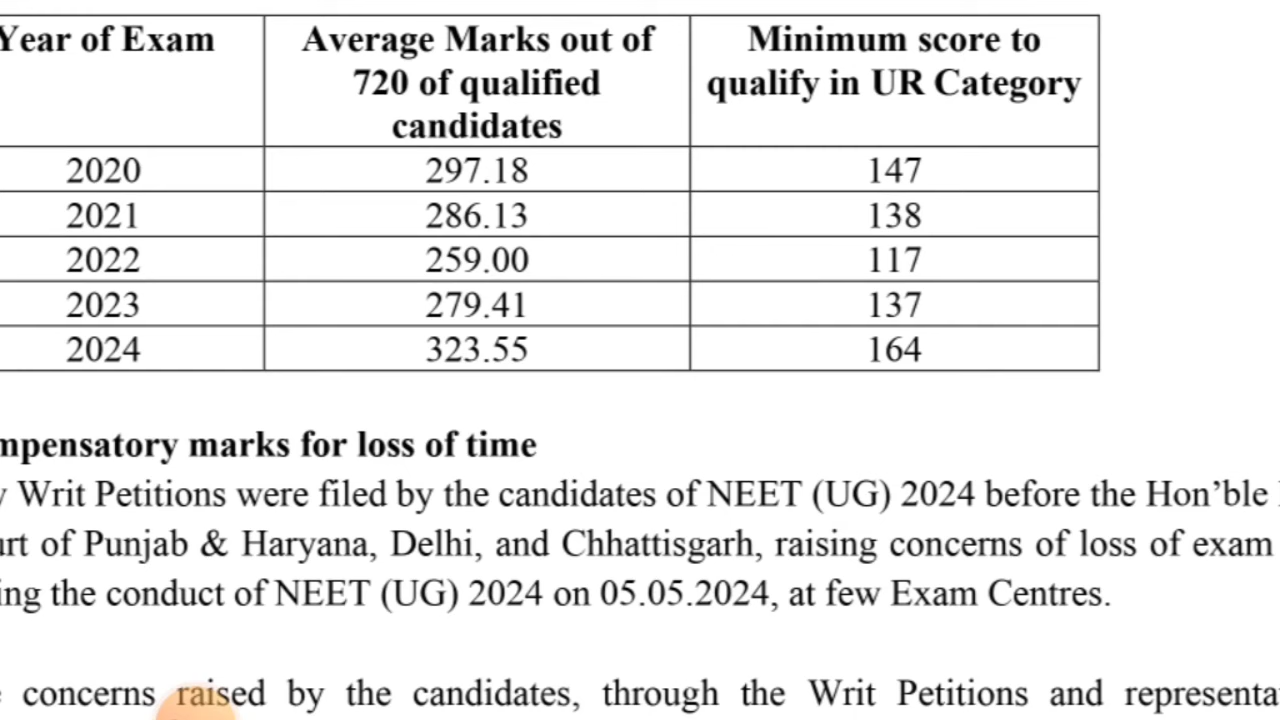 Year of Exam Average Marks out of Minimum score to
720 of qualified qualify in UR Category
candidates
2020 297.18 147
2021 286.13 138
2022 259.00 117
2023 279.41 137
2024 323.55 164
mpensatory marks for loss of time
y Writ Petitions were filed by the candidates of NEET (UG) 2024 before the Hon’ble
urt of Punjab & Haryana, Delhi, and Chhattisgarh, raising concerns of loss of exam
ing the conduct of NEET (UG) 2024 on 05.05.2024, at few Exam Centres.
concerns raised by the candidates, through the Writ Petitions and representa